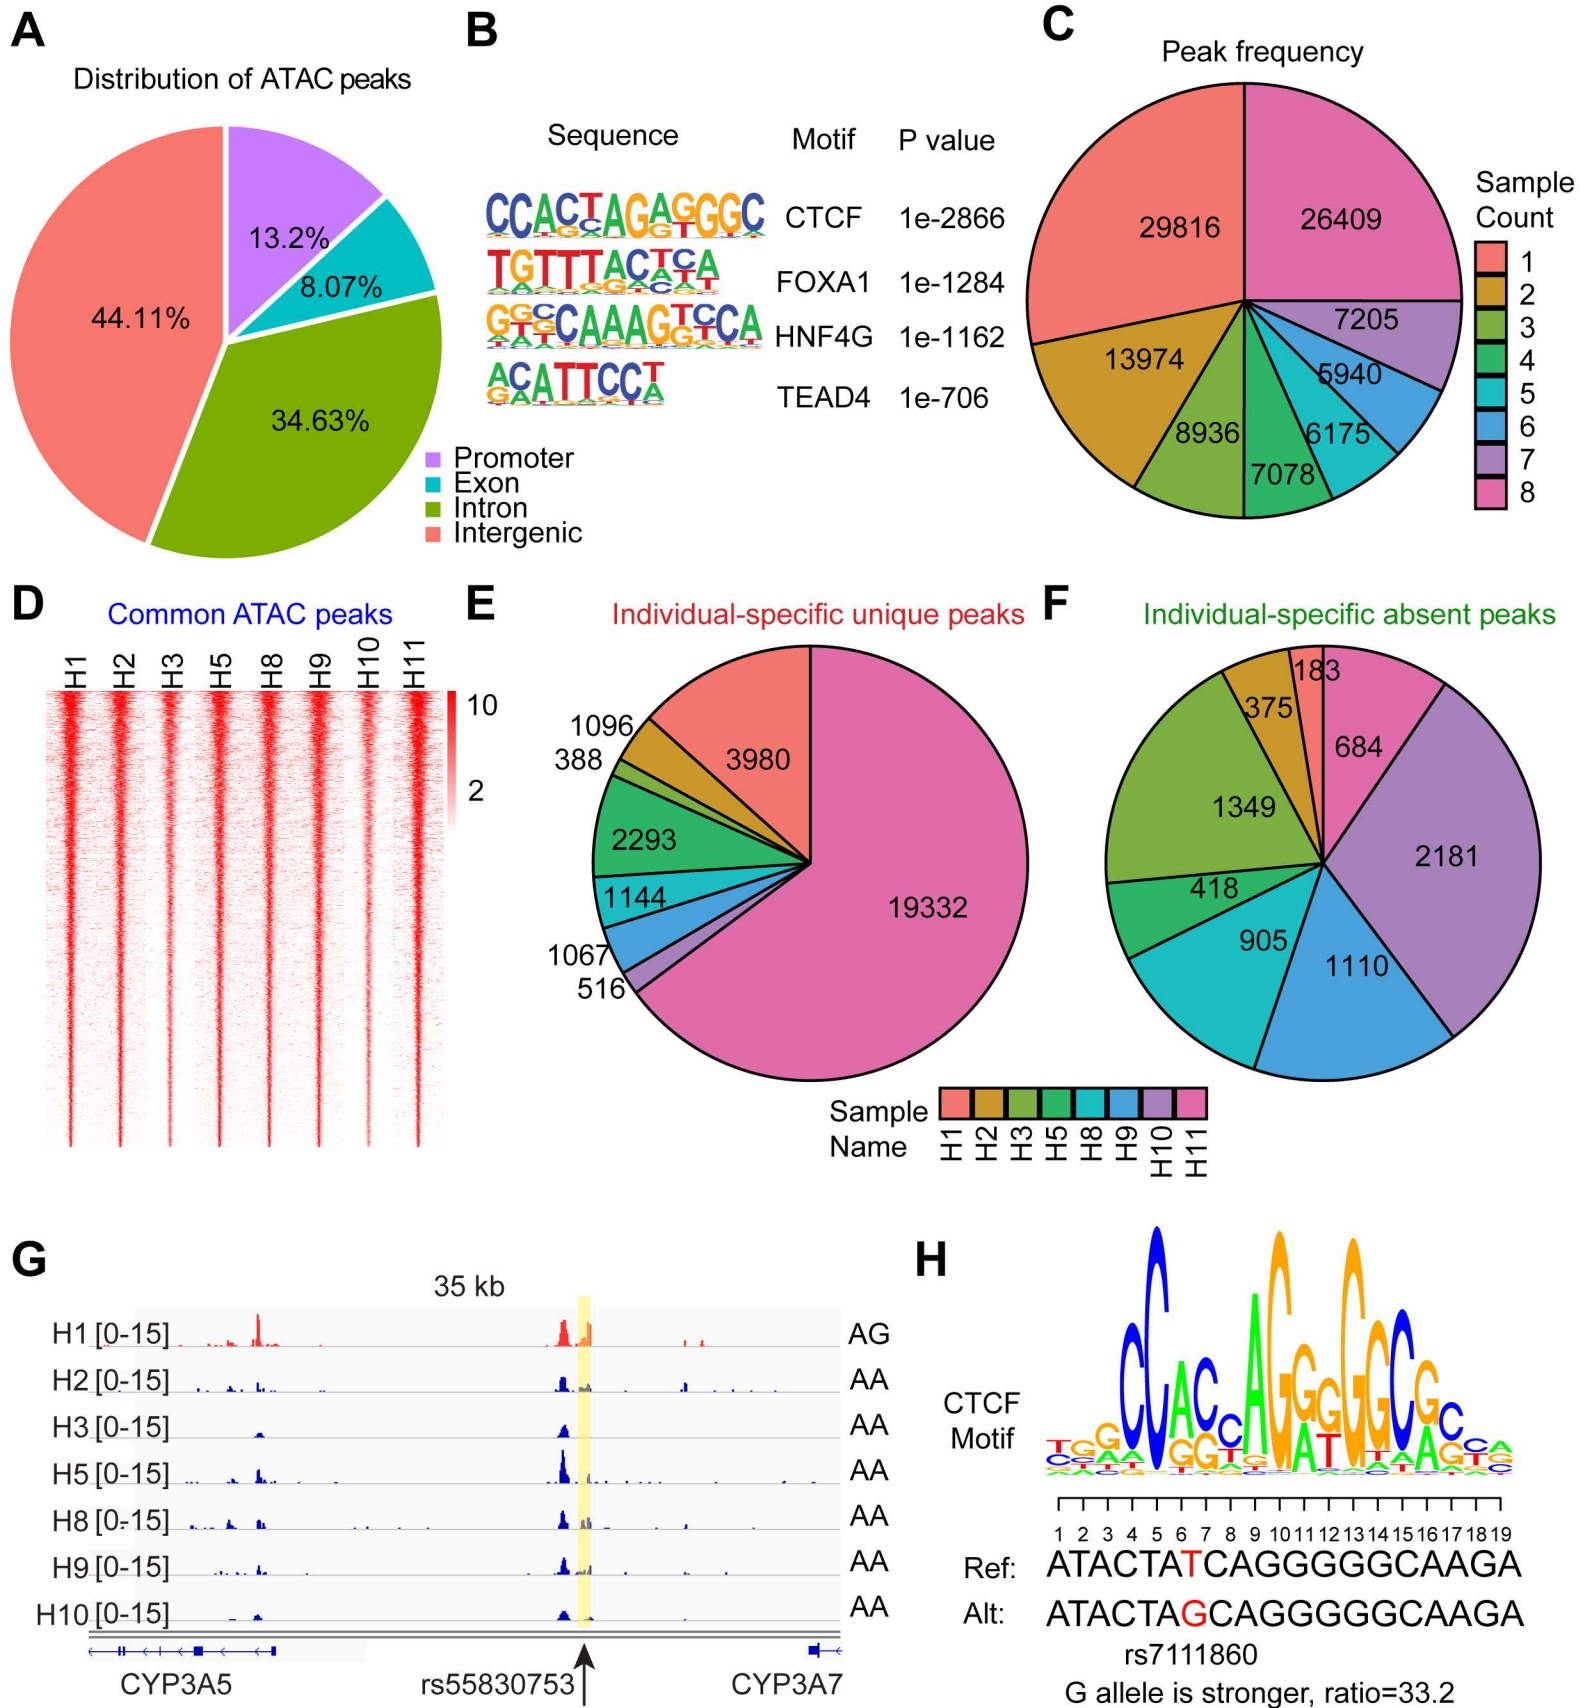 A
Distribution of ATAC peaks
13.2%
8.07%
44.11%
34.63%
Promoter
Exon
Intron
Intergenic
B
Sequence Motif P value
CCACTAGAGGGC CTCF 1e-2866
TGTTTACTCA FOXA1 1e-1284
GGCCAAAGTCCA HNF4G 1e-1162
ACATTCCT TEAD4 1e-706
C
Peak frequency
29816
26409
7205
13974
5940
8936
6175
7078
Sample
Count
1
2
3
4
5
6
7
8
D
Common ATAC peaks
H1 H2 H3 H5 H8 H9 H10 H11
10
2
E
Individual-specific unique peaks
1096
388
3980
2293
1144
19332
1067
516
F
Individual-specific absent peaks
183
375
684
1349
2181
418
905
1110
Sample
Name
H1 H2 H3 H5 H8 H9 H10 H11
G
35 kb
H1 [0-15] AG
H2 [0-15] AA
H3 [0-15] AA
H5 [0-15] AA
H8 [0-15] AA
H9 [0-15] AA
H10 [0-15] AA
CYP3A5 rs55830753 CYP3A7
H
CTCF
Motif
1 2 3 4 5 6 7 8 9 10 11 12 13 14 15 16 17 18 19
Ref: ATACTATCAGGGGGCAAGA
Alt: ATACTAGCAGGGGGCAAGA
rs7111860
G allele is stronger, ratio=33.2